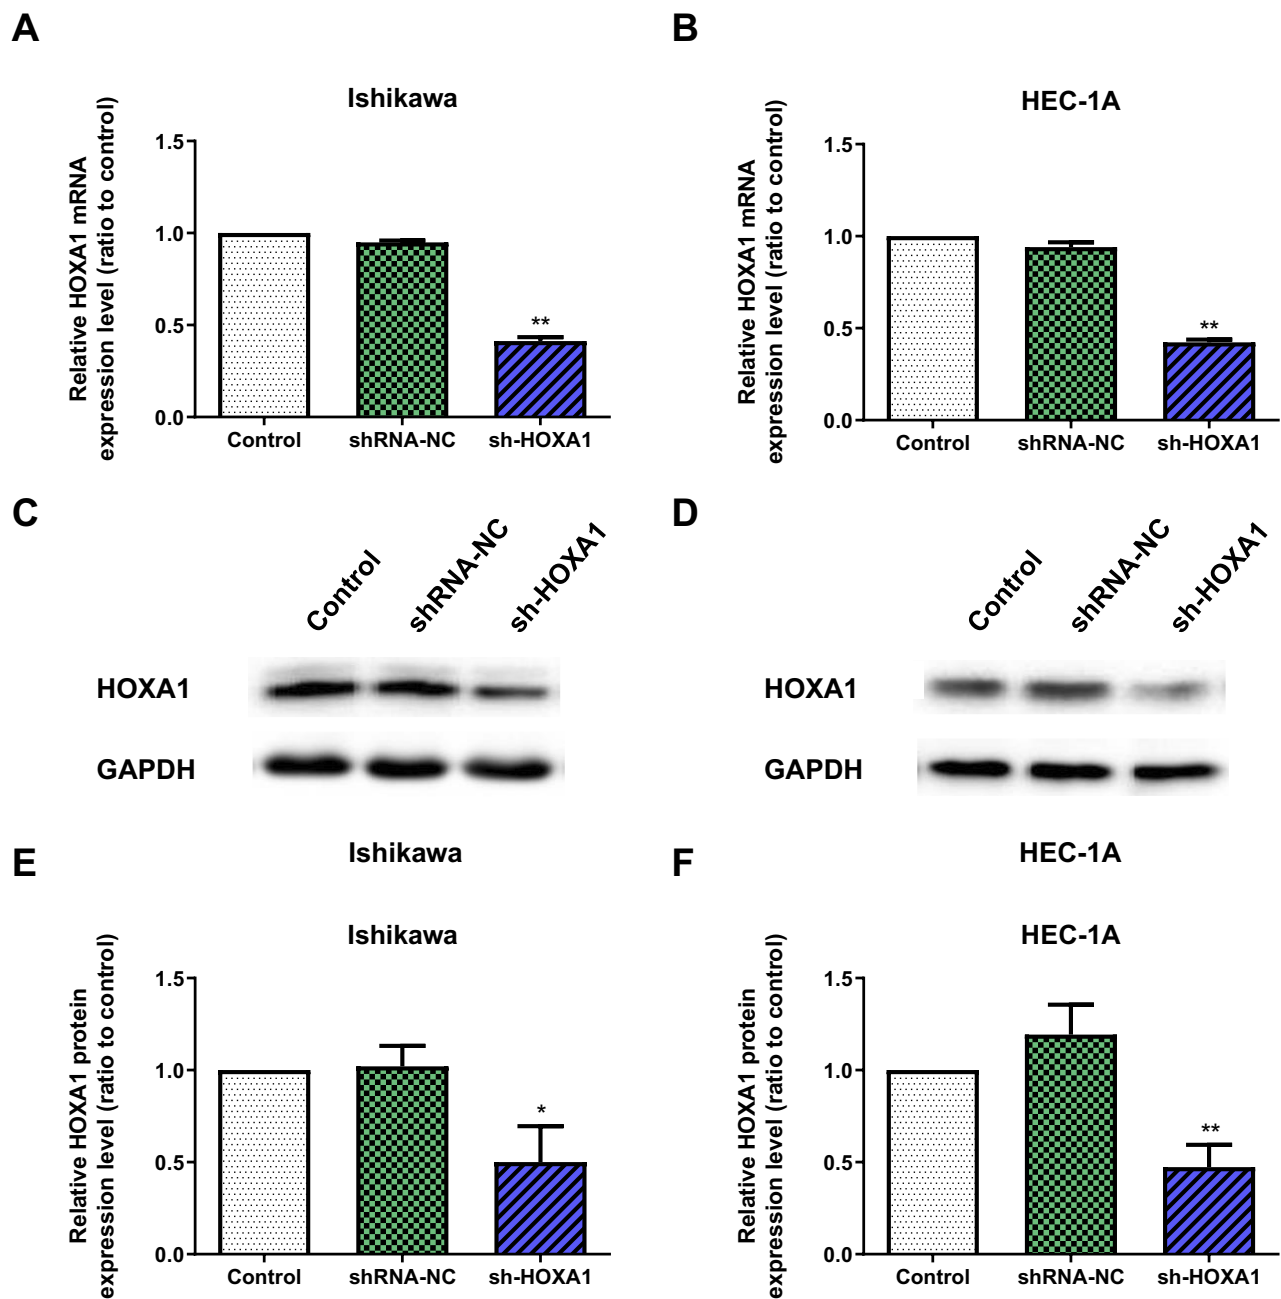 A
Ishikawa
Relative HOXA1 mRNA
expression level (ratio to control)
1.5
1.0
0.5
0.0
**
Control
shRNA-NC
sh-HOXA1
B
HEC-1A
Relative HOXA1 mRNA
expression level (ratio to control)
1.5
1.0
0.5
0.0
**
Control
shRNA-NC
sh-HOXA1
C
Control
shRNA-NC
sh-HOXA1
HOXA1
GAPDH
Ishikawa
D
Control
shRNA-NC
sh-HOXA1
HOXA1
GAPDH
HEC-1A
E
Ishikawa
Relative HOXA1 protein
expression level (ratio to control)
1.5
1.0
0.5
0.0
*
Control
shRNA-NC
sh-HOXA1
F
HEC-1A
Relative HOXA1 protein
expression level (ratio to control)
1.5
1.0
0.5
0.0
**
Control
shRNA-NC
sh-HOXA1